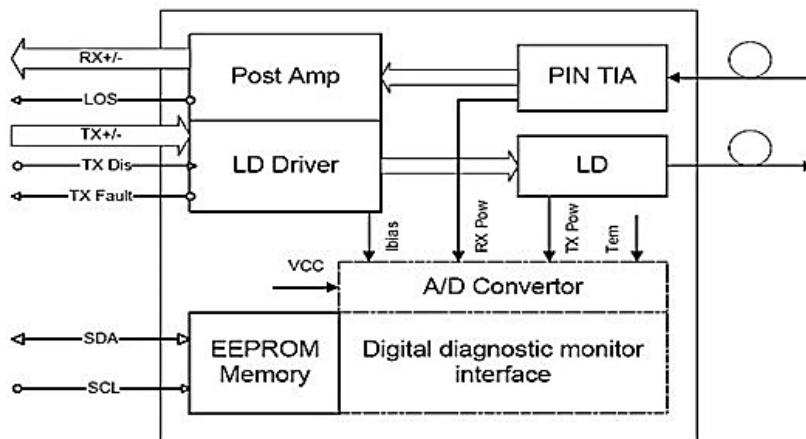 RX+/-
Post Amp
PIN TIA
LOS
TX+/-
TX Dis
LD Driver
LD
TX Fault
Ibias
RX Pow
TX Pow
Tem
VCC
A/D Convertor
SDA
EEPROM
Memory
Digital diagnostic monitor
interface
SCL